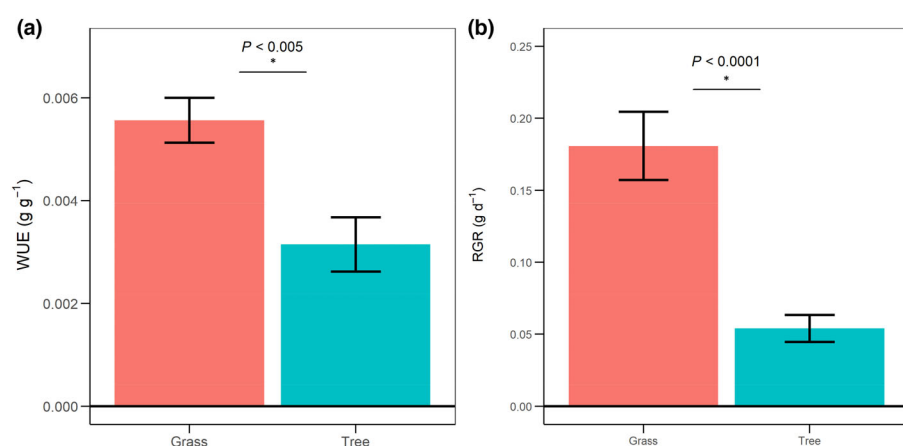 (a)
P < 0.005
*
WUE (g g⁻¹)
0.006
0.004
0.002
0.000
Grass Tree
(b)
P < 0.0001
*
RGR (g d⁻¹)
0.25
0.20
0.15
0.10
0.05
0.00
Grass Tree